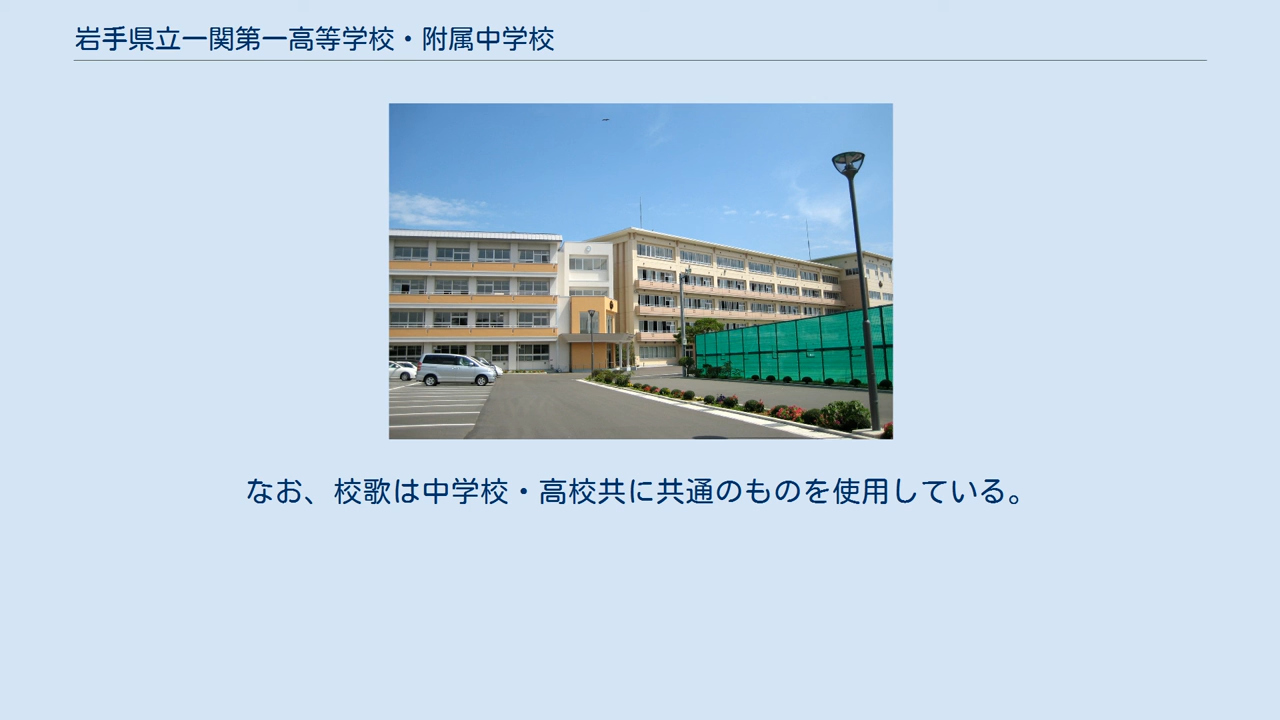 岩手県立一関第一高等学校・附属中学校
なお、校歌は中学校・高校共に共通のものを使用している。